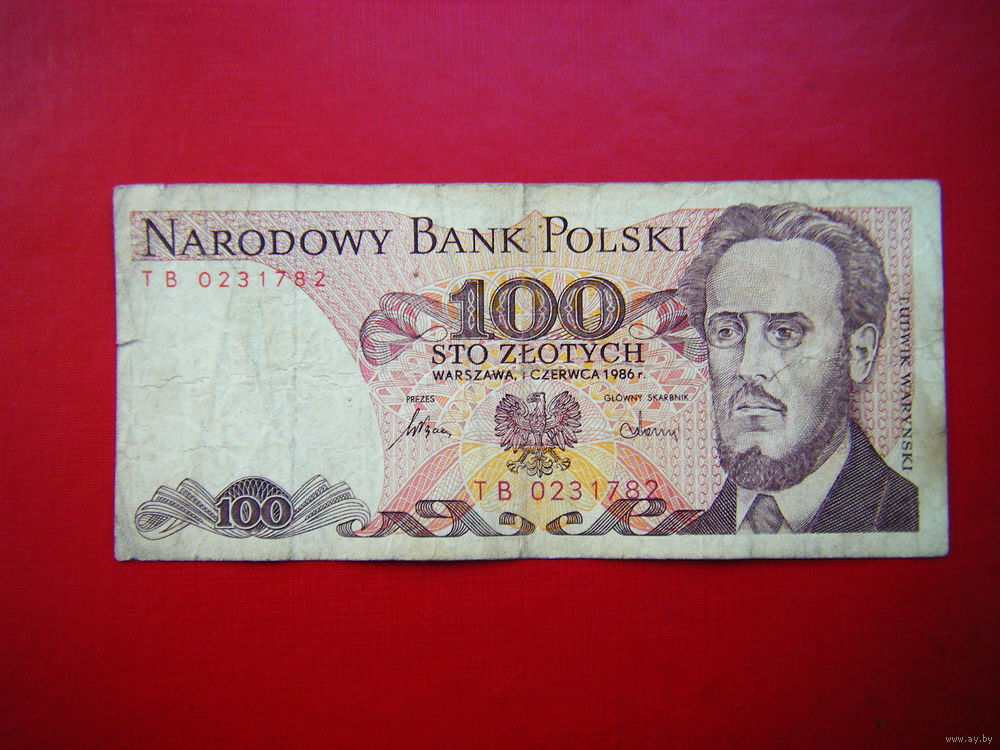 NARODOWY BANK POLSKI
TB 0231782
100
STO ZŁOTYCH
WARSZAWA, 1 CZERWCA 1986 r.
PREZES
GŁÓWNY SKARBNIK
TB 0231782
100
LUDWIK WARYŃSKI
www.ay.by